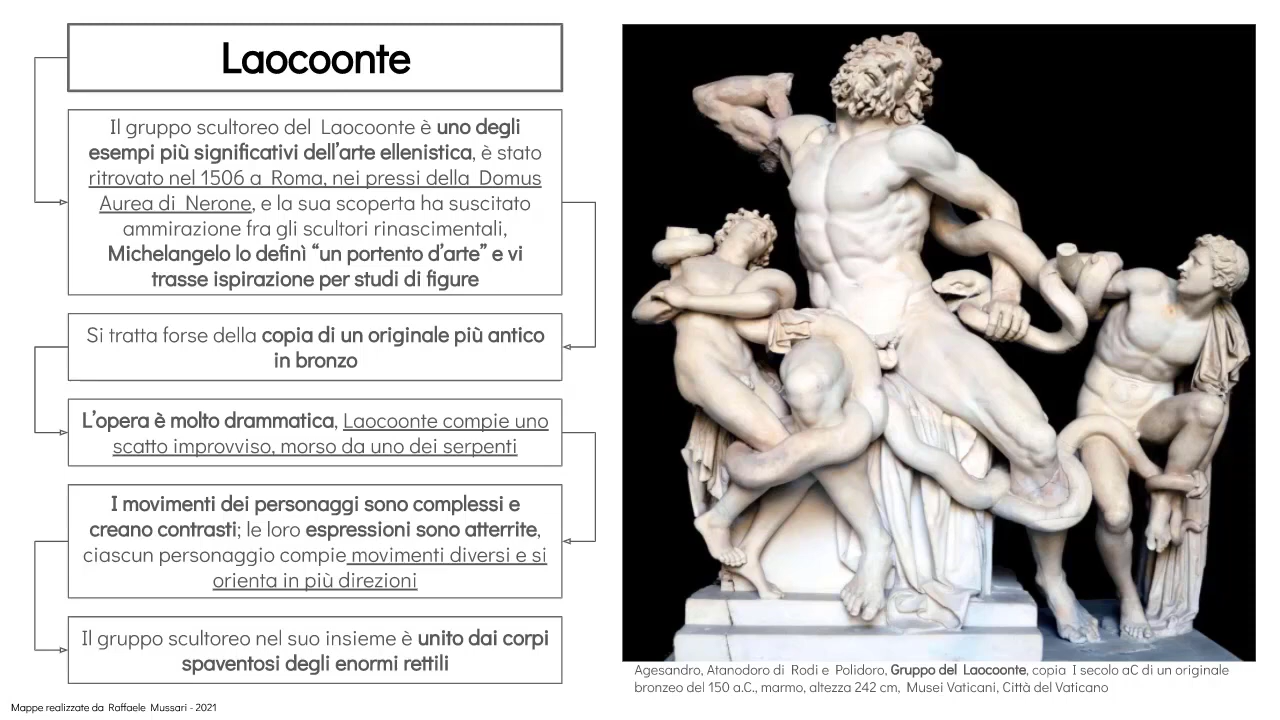 Laocoonte
Il gruppo scultoreo del Laocoonte è uno degli
esempi più significativi dell'arte ellenistica, è stato
ritrovato nel 1506 a Roma, nei pressi della Domus
Aurea di Nerone, e la sua scoperta ha suscitato
ammirazione fra gli scultori rinascimentali,
Michelangelo lo definì “un portento d'arte” e vi
trasse ispirazione per studi di figure
Si tratta forse della copia di un originale più antico
in bronzo
L'opera è molto drammatica, Laocoonte compie uno
scatto improvviso, morso da uno dei serpenti
I movimenti dei personaggi sono complessi e
creano contrasti; le loro espressioni sono atterrite,
ciascun personaggio compie movimenti diversi e si
orienta in più direzioni
Il gruppo scultoreo nel suo insieme è unito dai corpi
spaventosi degli enormi rettili
Agesandro, Atanodoro di Rodi e Polidoro, Gruppo del Laocoonte, copia I secolo aC di un originale
bronzeo del 150 a.C., marmo, altezza 242 cm, Musei Vaticani, Città del Vaticano
Mappe realizzate da Raffaele Mussari - 2021